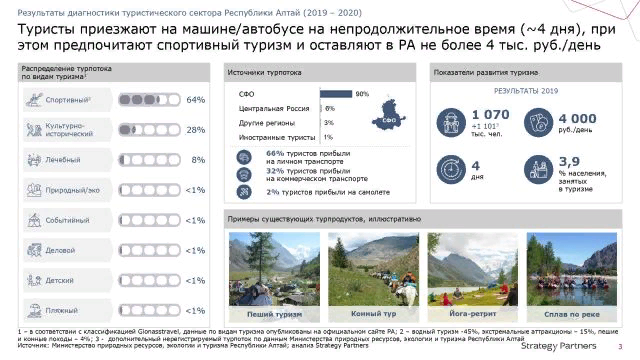 Результаты диагностики туристического сектора Республики Алтай (2019 – 2020)
Туристы приезжают на машине/автобусе на непродолжительное время (~4 дня), при
этом предпочитают спортивный туризм и оставляют в РА не более 4 тыс. руб./день
Распределение турпотока
по видам туризма¹
Спортивный² 64%
Культурно-
исторический 28%
Лечебный 8%
Природный/эко <1%
Событийный <1%
Деловой <1%
Детский <1%
Пляжный <1%
Источники турпотока
СФО 90%
Центральная Россия 6%
Другие регионы 3%
Иностранные туристы 1%
СФО
66% туристов прибыли
на личном транспорте
32% туристов прибыли
на коммерческом транспорте
2% туристов прибыли на самолете
Показатели развития туризма
РЕЗУЛЬТАТЫ 2019
1 070
+1 101³
тыс. чел.
4 000
руб./день
4
дня
3,9
% населения,
занятых
в туризме
Примеры существующих турпродуктов, иллюстративно
Пеший туризм
Конный тур
Йога-ретрит
Сплав по реке
1 – в соответствии с классификацией Gionasstravel, данные по видам туризма опубликованы на официальном сайте РА; 2 – водный туризм -45%, экстремальные аттракционы – 15%, пешие
и конные походы – 4%; 3 - дополнительный нерегистрируемый турпоток по данным Министерства природных ресурсов, экологии и туризма Республики Алтай
Источник: Министерство природных ресурсов, экологии и туризма Республики Алтай; анализ Strategy Partners
Strategy Partners 3